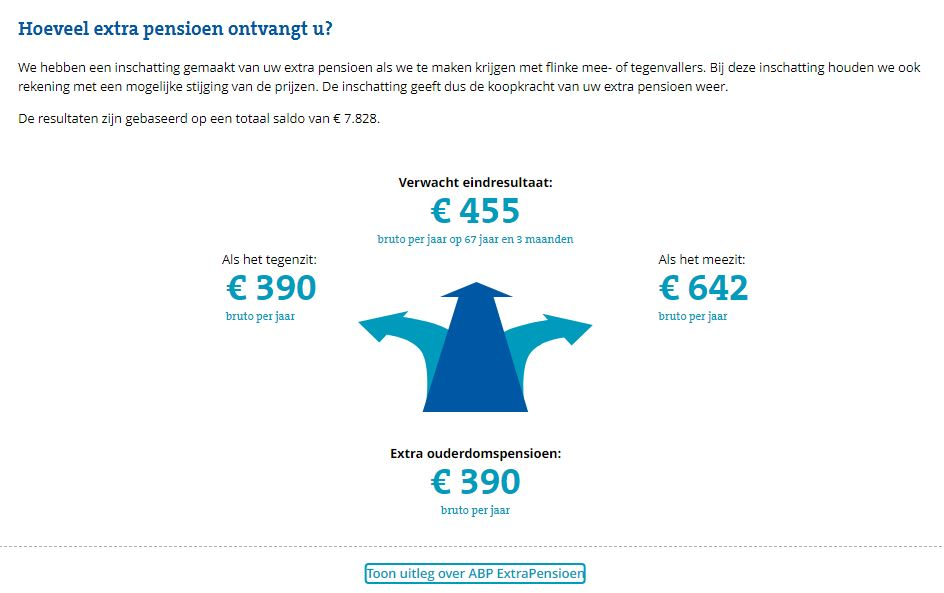 Hoeveel extra pensioen ontvangt u?
We hebben een inschatting gemaakt van uw extra pensioen als we te maken krijgen met flinke mee- of tegenvallers. Bij deze inschatting houden we ook
rekening met een mogelijke stijging van de prijzen. De inschatting geeft dus de koopkracht van uw extra pensioen weer.
De resultaten zijn gebaseerd op een totaal saldo van € 7.828.
Verwacht eindresultaat:
€ 455
bruto per jaar op 67 jaar en 3 maanden
Als het tegenzit:
€ 390
bruto per jaar
Als het meezit:
€ 642
bruto per jaar
Extra ouderdomspensioen:
€ 390
bruto per jaar
Toon uitleg over ABP ExtraPensioen